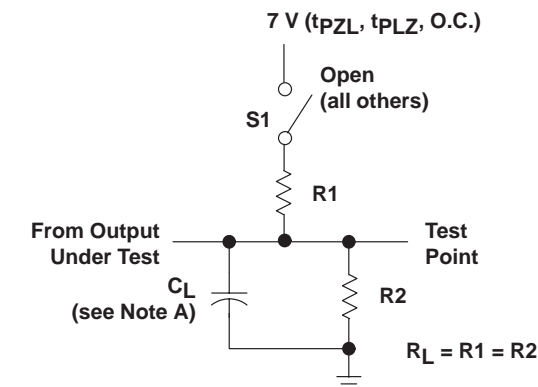 7 V (tPZL, tPLZ, O.C.)
Open
(all others)
S1
R1
From Output
Under Test
Test
Point
CL
(see Note A)
R2
RL = R1 = R2